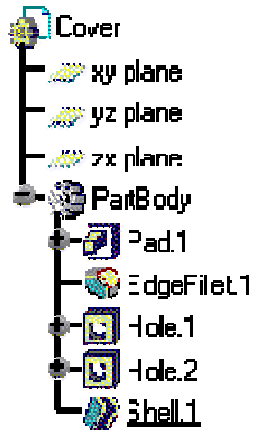 Cover
xy plane
yz plane
zx plane
PartBody
Pad.1
EdgeFillet.1
Hole.1
Hole.2
Shell.1